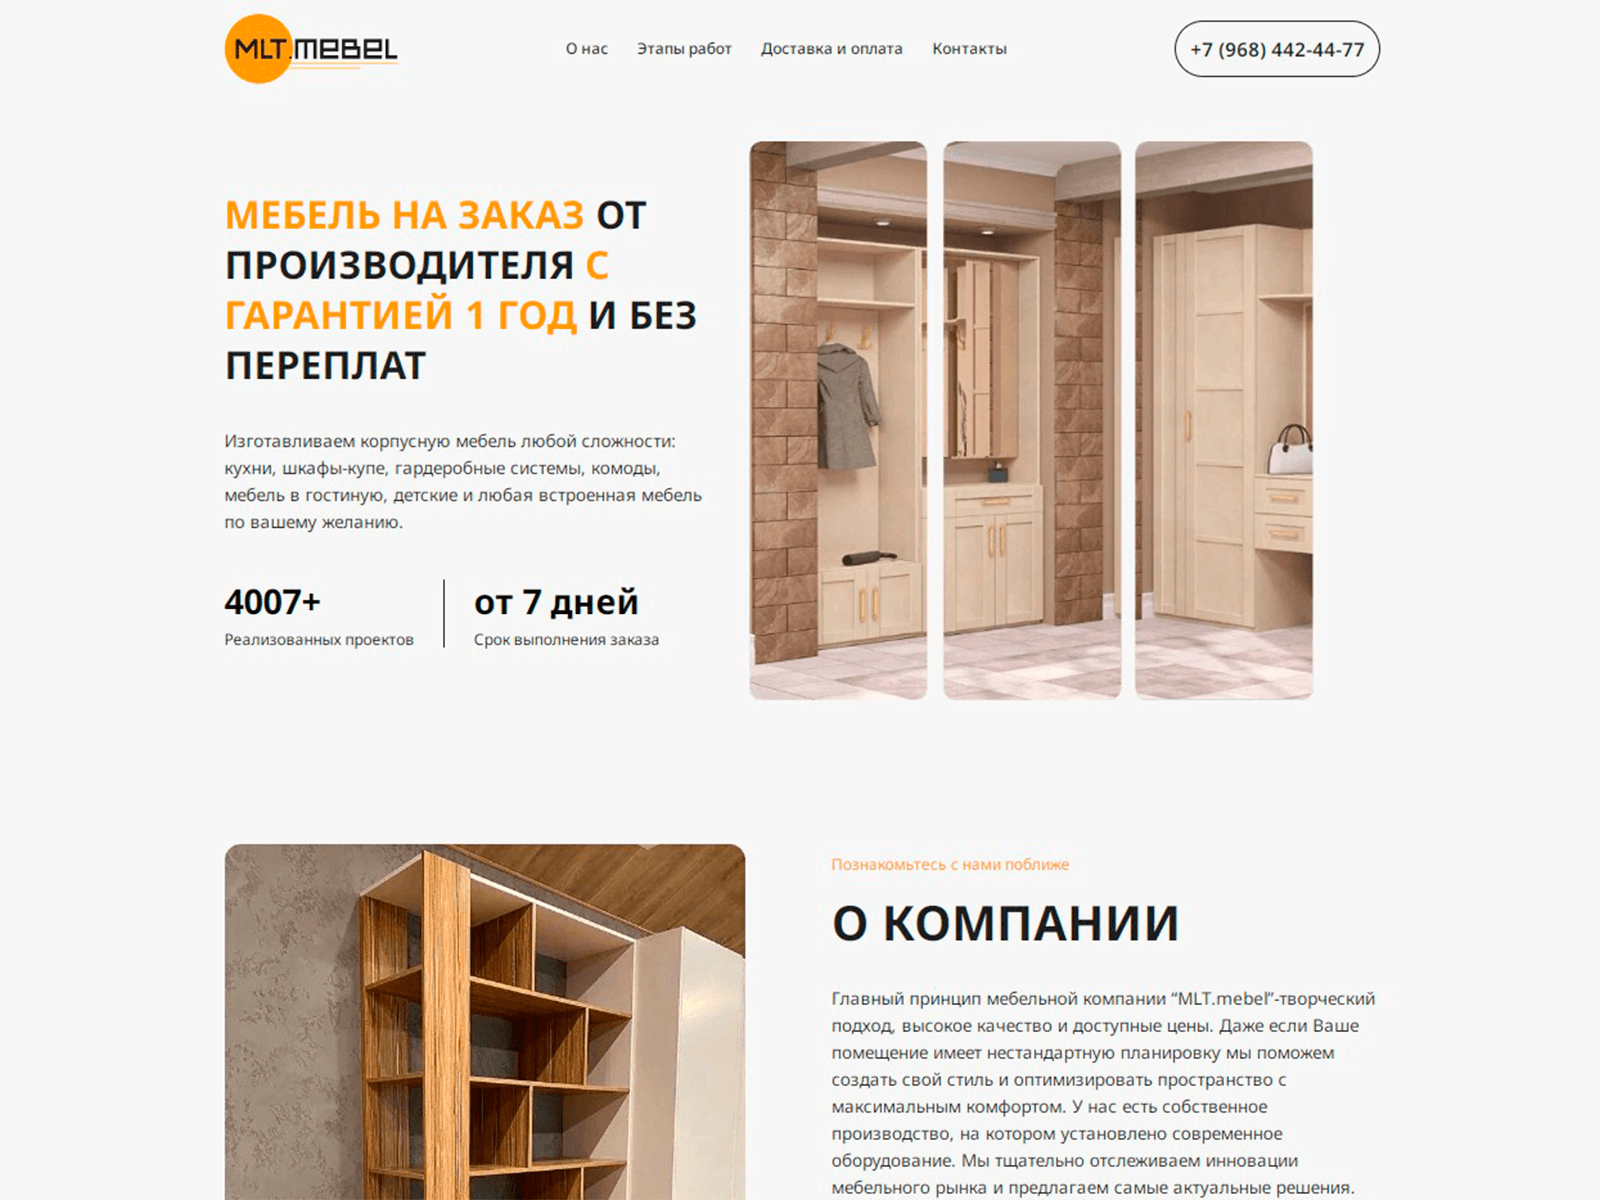 MLT.MEBEL
О нас
Этапы работ
Доставка и оплата
Контакты
+7 (968) 442-44-77
МЕБЕЛЬ НА ЗАКАЗ ОТ
ПРОИЗВОДИТЕЛЯ С
ГАРАНТИЕЙ 1 ГОД И БЕЗ
ПЕРЕПЛАТ
Изготавливаем корпусную мебель любой сложности:
кухни, шкафы-купе, гардеробные системы, комоды,
мебель в гостиную, детские и любая встроенная мебель
по вашему желанию.
4007+
Реализованных проектов
от 7 дней
Срок выполнения заказа
Познакомьтесь с нами поближе
О КОМПАНИИ
Главный принцип мебельной компании “MLT.mebel”-творческий
подход, высокое качество и доступные цены. Даже если Ваше
помещение имеет нестандартную планировку мы поможем
создать свой стиль и оптимизировать пространство с
максимальным комфортом. У нас есть собственное
производство, на котором установлено современное
оборудование. Мы тщательно отслеживаем инновации
мебельного рынка и предлагаем самые актуальные решения.